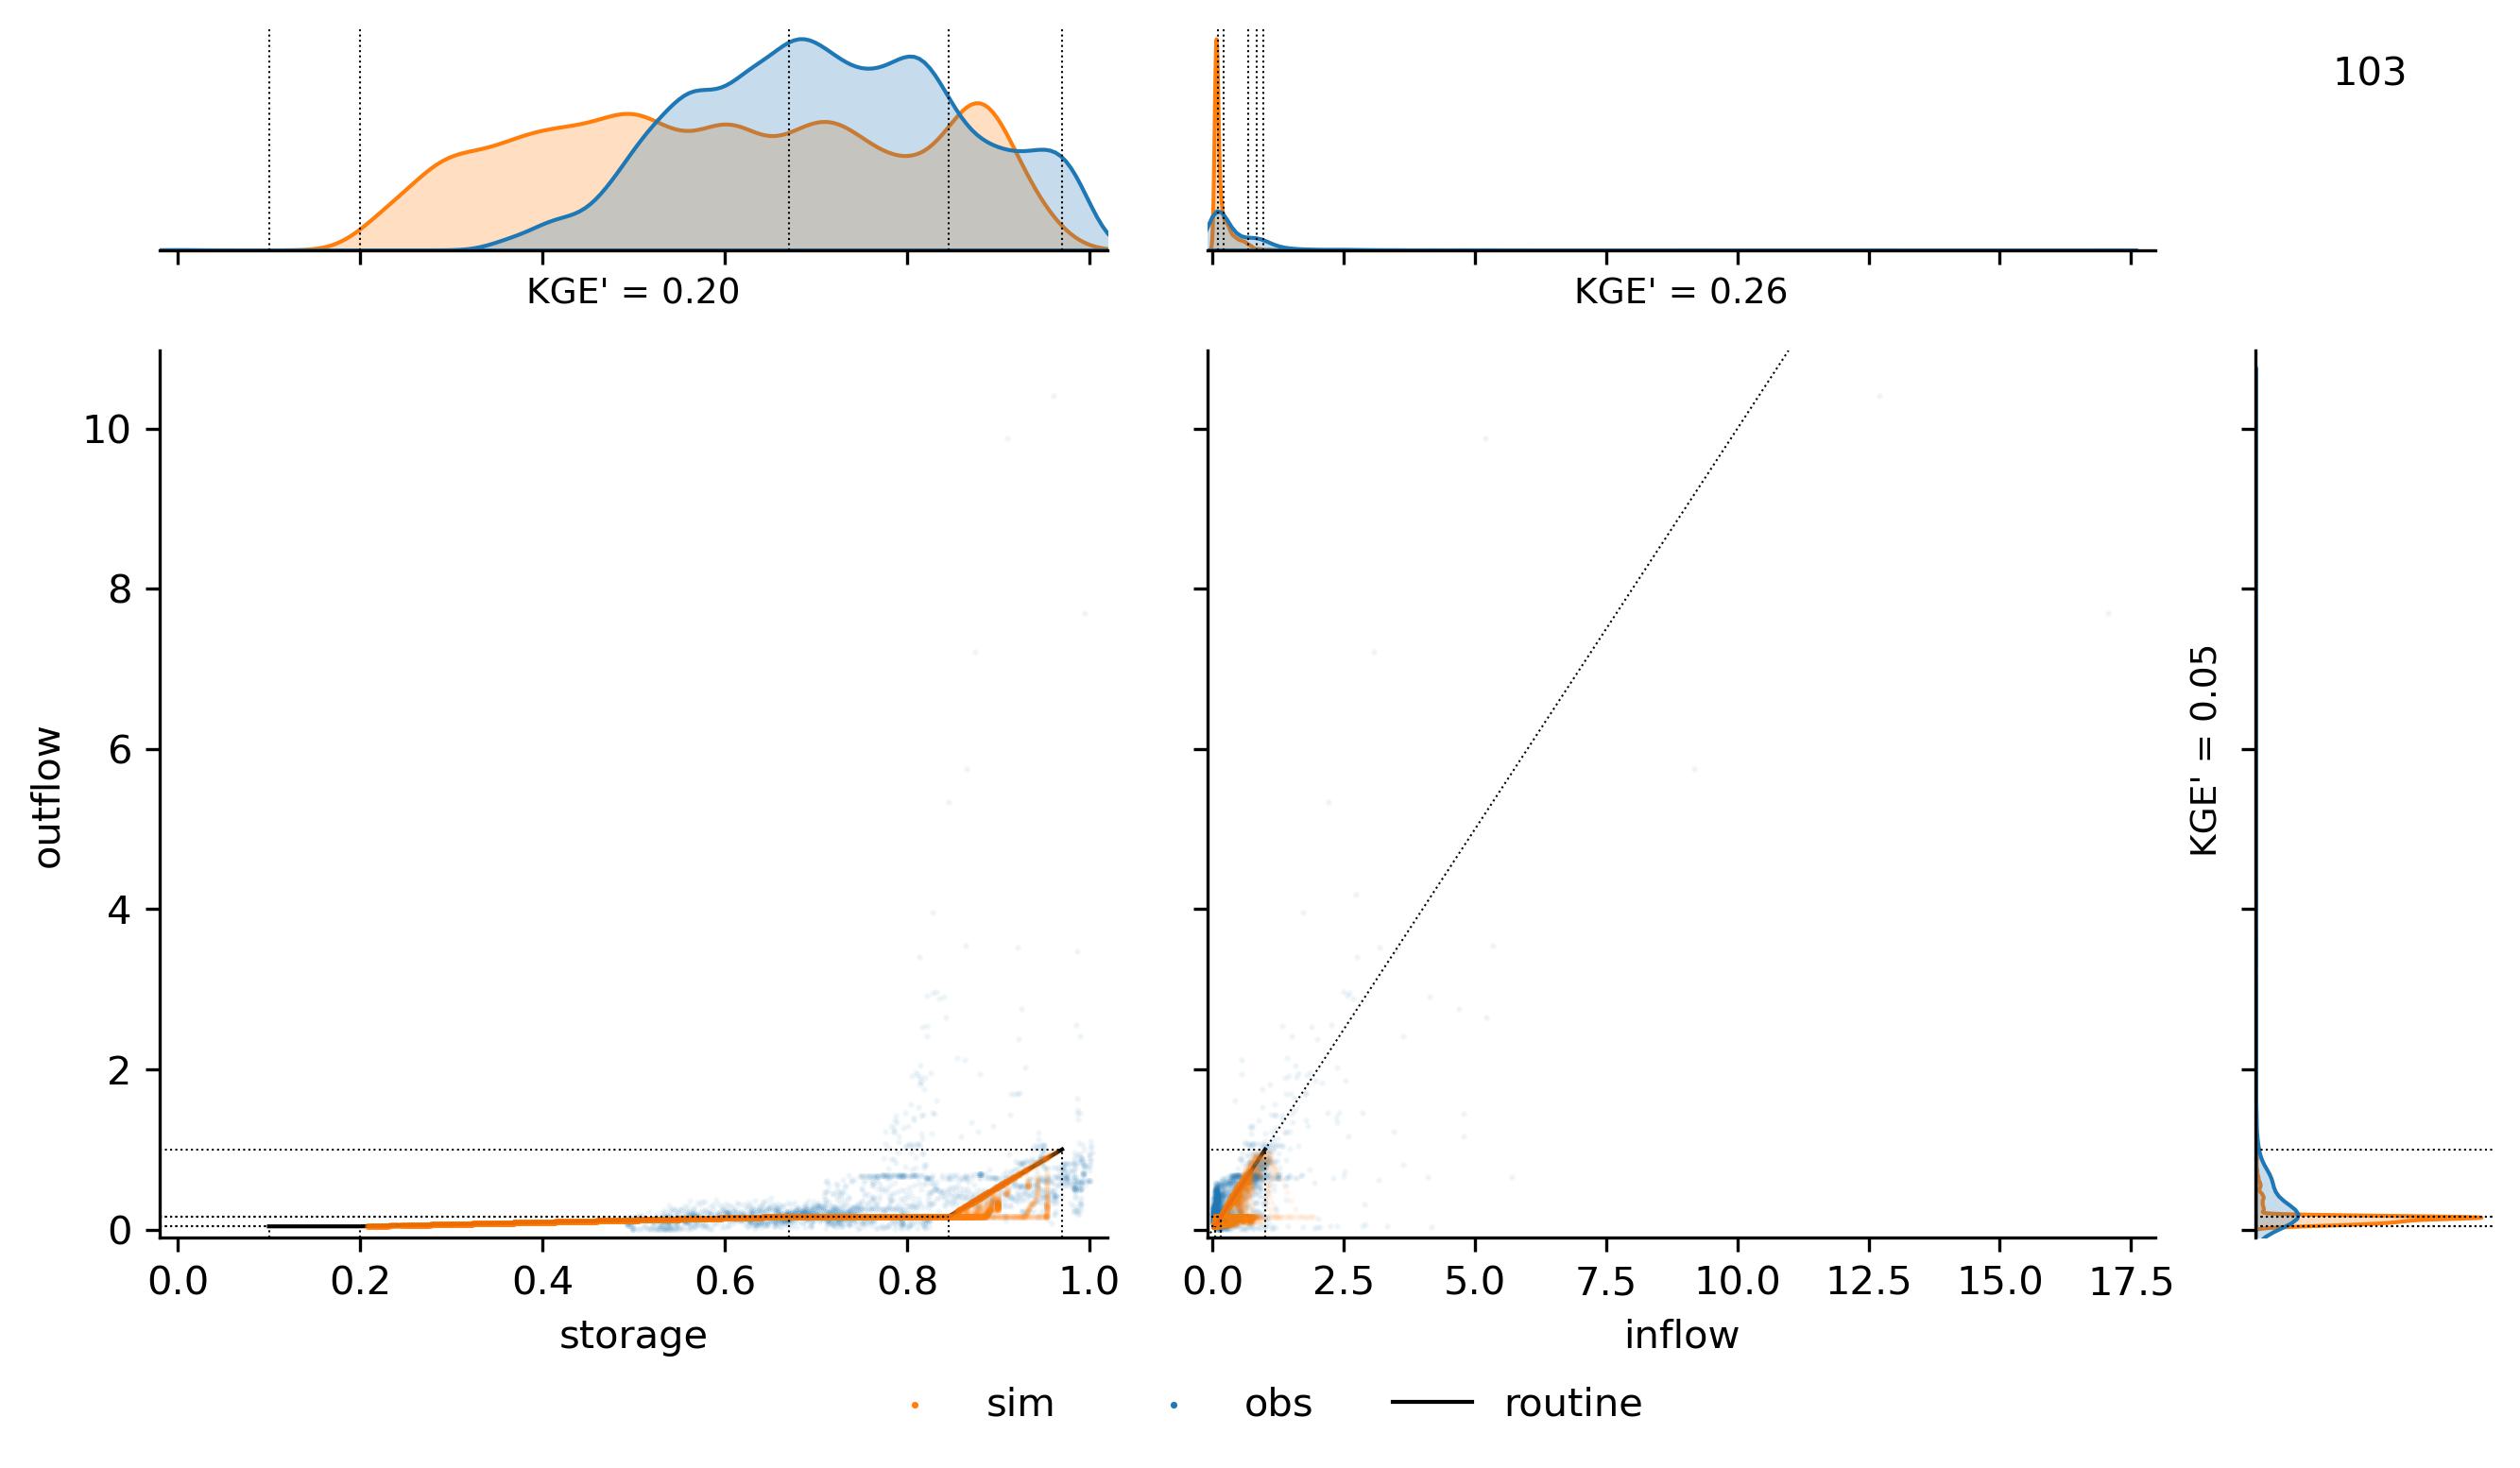 103
KGE' = 0.20
KGE' = 0.26
outflow
10
8
6
4
2
0
KGE' = 0.05
0.0 0.2 0.4 0.6 0.8 1.0
0.0 2.5 5.0 7.5 10.0 12.5 15.0 17.5
storage
inflow
sim obs routine